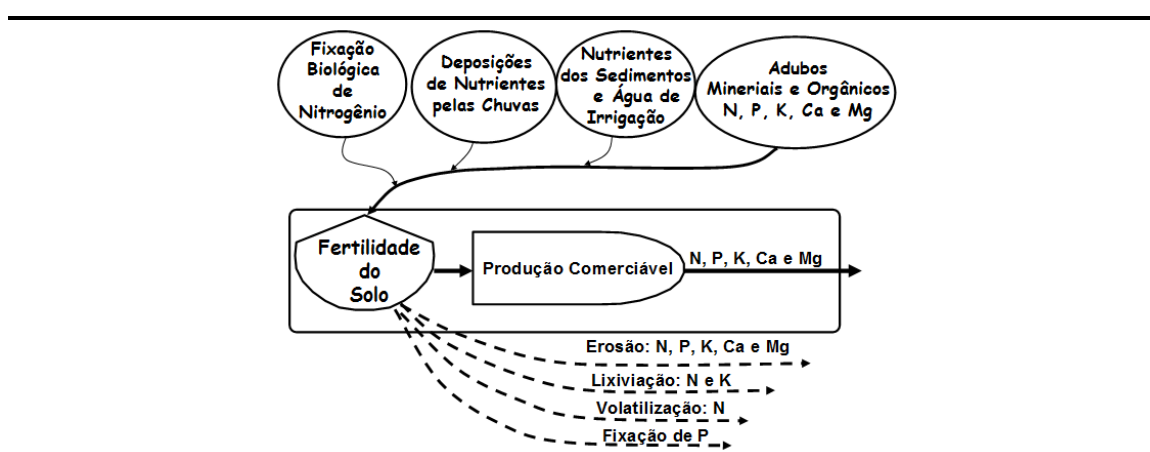 Fixação
Biológica
de
Nitrogênio
Deposições
de Nutrientes
pelas Chuvas
Nutrientes
dos Sedimentos
e Água de
Irrigação
Adubos
Minerais e Orgânicos
N, P, K, Ca e Mg
Fertilidade
do
Solo
Produção Comerciável
N, P, K, Ca e Mg
Erosão: N, P, K, Ca e Mg
Lixiviação: N e K
Volatilização: N
Fixação de P